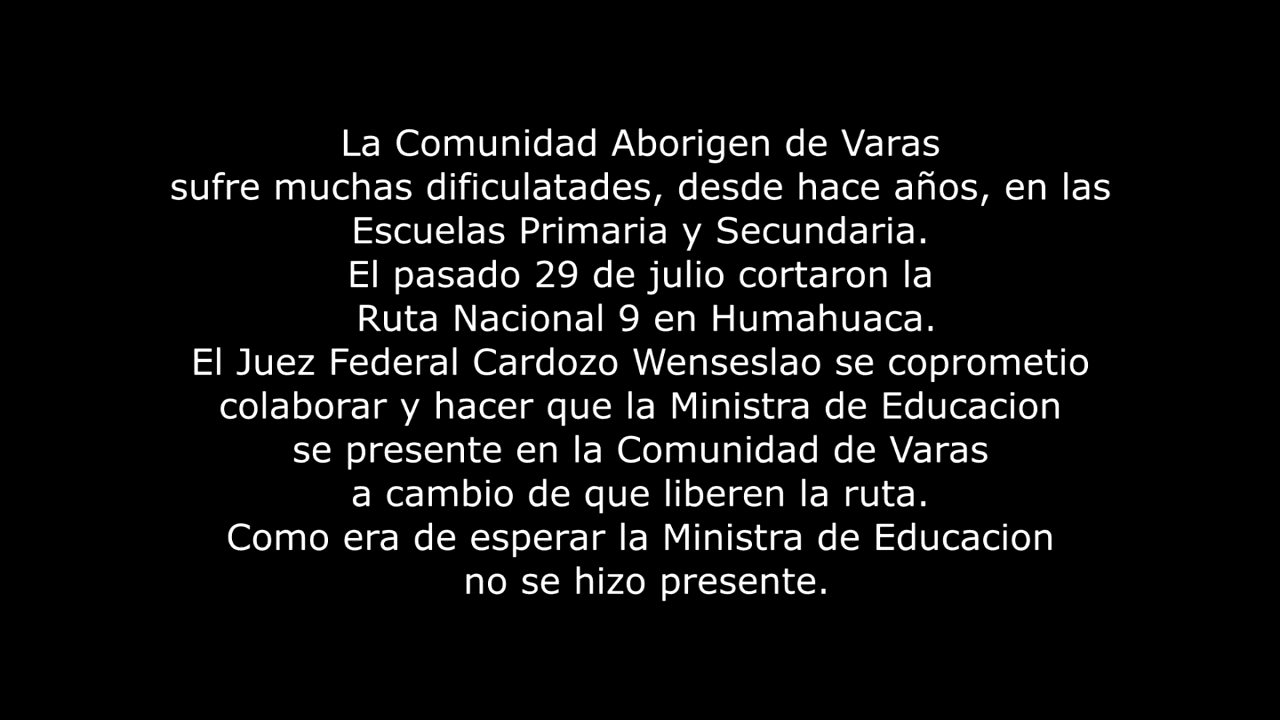 La Comunidad Aborigen de Varas
sufre muchas dificulatades, desde hace años, en las
Escuelas Primaria y Secundaria.
El pasado 29 de julio cortaron la
Ruta Nacional 9 en Humahuaca.
El Juez Federal Cardozo Wenseslao se coprometio
colaborar y hacer que la Ministra de Educacion
se presente en la Comunidad de Varas
a cambio de que liberen la ruta.
Como era de esperar la Ministra de Educacion
no se hizo presente.